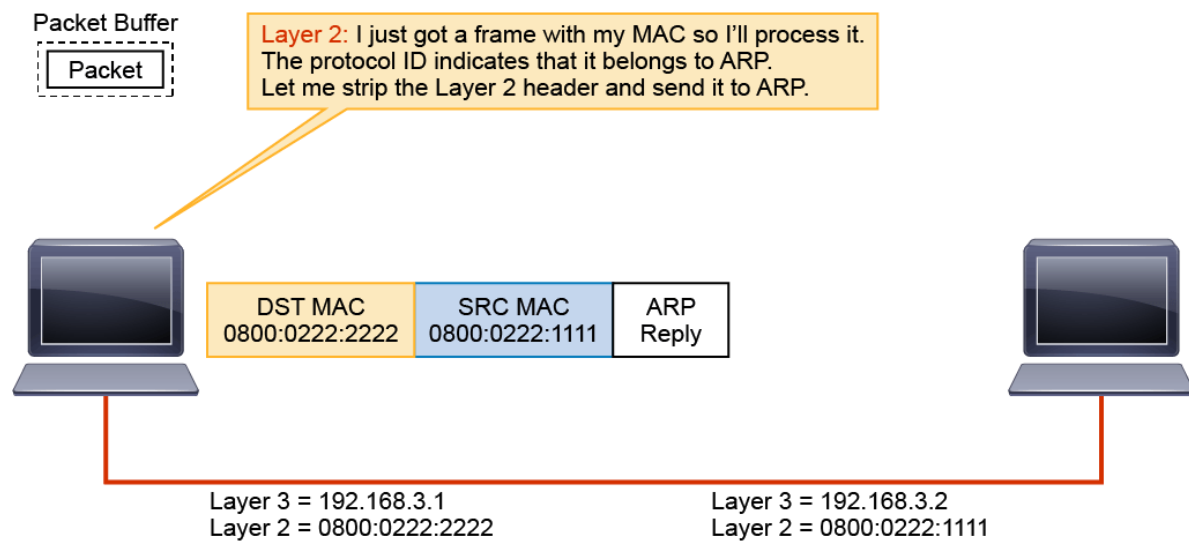 Packet Buffer
Packet
Layer 2: I just got a frame with my MAC so I'll process it.
The protocol ID indicates that it belongs to ARP.
Let me strip the Layer 2 header and send it to ARP.
DST MAC
0800:0222:2222
SRC MAC
0800:0222:1111
ARP
Reply
Layer 3 = 192.168.3.1
Layer 2 = 0800:0222:2222
Layer 3 = 192.168.3.2
Layer 2 = 0800:0222:1111